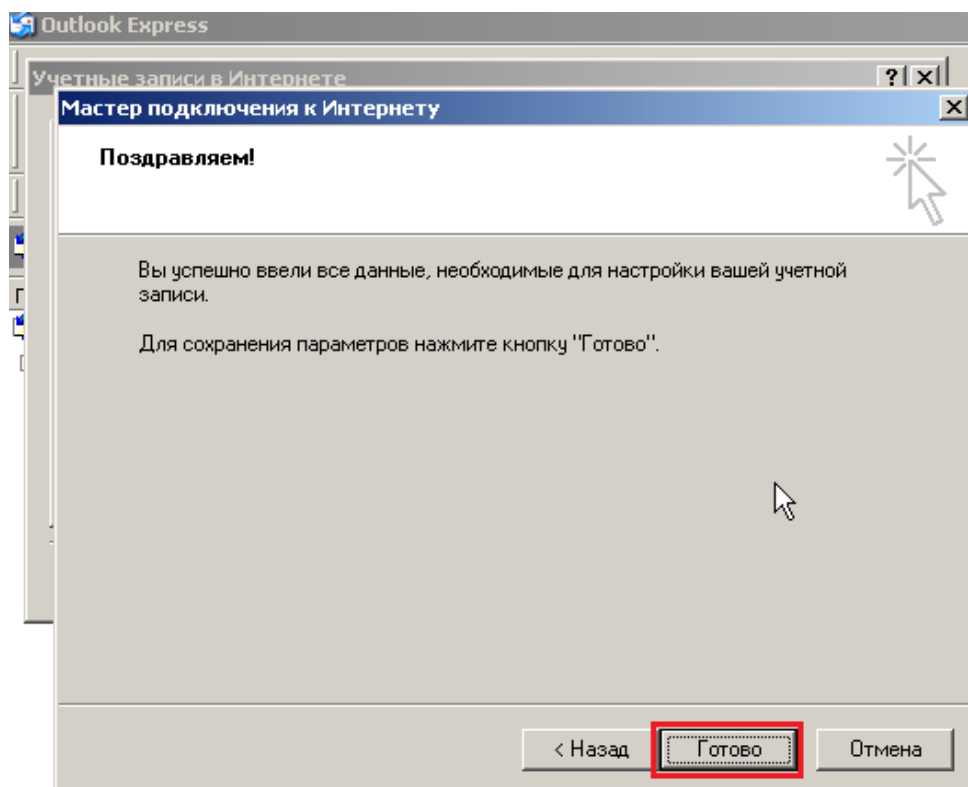 Outlook Express
Учетные записи в Интернете
Мастер подключения к Интернету
Поздравляем!
Вы успешно ввели все данные, необходимые для настройки вашей учетной
записи.
Для сохранения параметров нажмите кнопку "Готово".
< Назад
Готово
Отмена